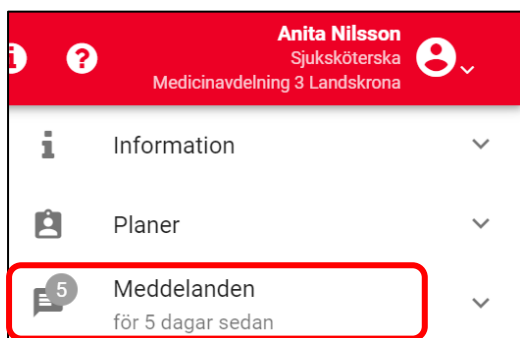 Anita Nilsson
Sjuksköterska
Medicinavdelning 3 Landskrona
Information
Planer
5
Meddelanden
för 5 dagar sedan